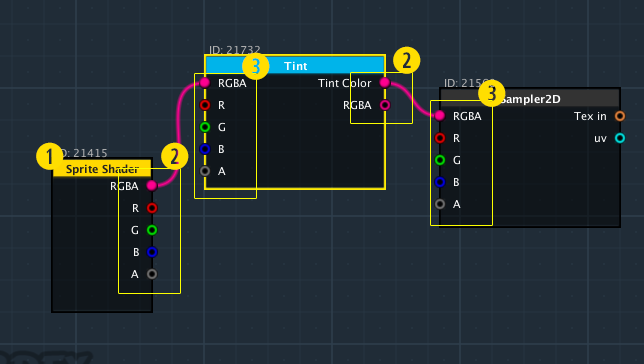 ID: 21732
3
Tint
2
RGBA
Tint Color
R
RGBA
G
B
A
ID: 2150
3
Sampler2D
RGBA
Tex in
R
uv
G
B
A
1
D: 21415
2
Sprite Shader
RGBA
R
G
B
A